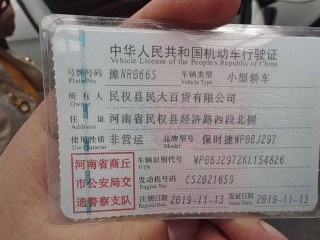 中华人民共和国机动车行驶证
Vehicle License of the People's Republic of China
号牌号码 豫NR0665 车辆类型 小型轿车
Plate No. Vehicle Type
所有人 民权县民大百货有限公司
Owner
住址 河南省民权县经济路西段北侧
Address
使用性质 非营运 品牌型号 保时捷WP0BJ297
Use Character Model
河南省商丘市公安局交通警察支队
车辆识别代号 WP0BJ297ZKL154826
VIN
发动机号码 CS2021659
Engine No.
注册日期 2019-11-13 发证日期 2019-11-13
Register Date Issue Date